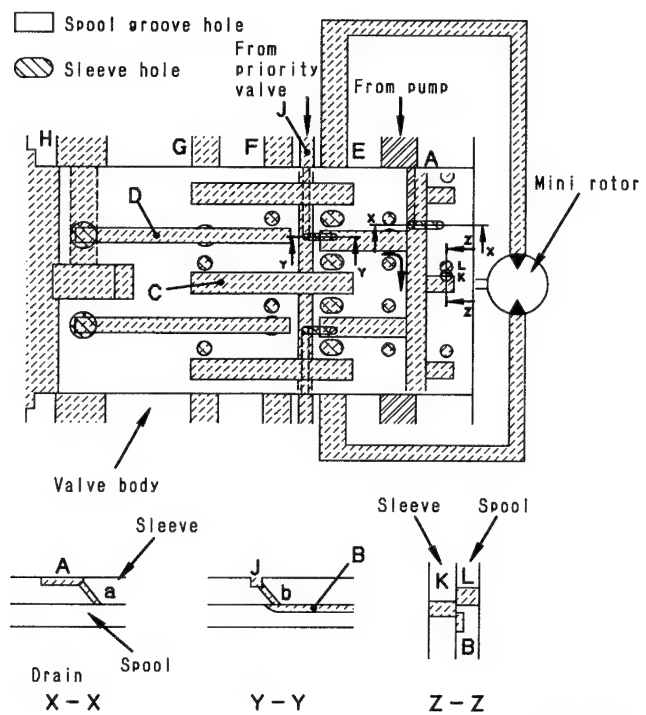 Spool groove hole
Sleeve hole
From
priority
valve
J
From pump
H
G
F
E
A
Mini rotor
D
X
X
Y
Y
Z
L
K
Z
C
Valve body
Sleeve
A
a
Spool
Drain
X - X
J
b
B
Y - Y
Sleeve
Spool
K
L
B
Z - Z